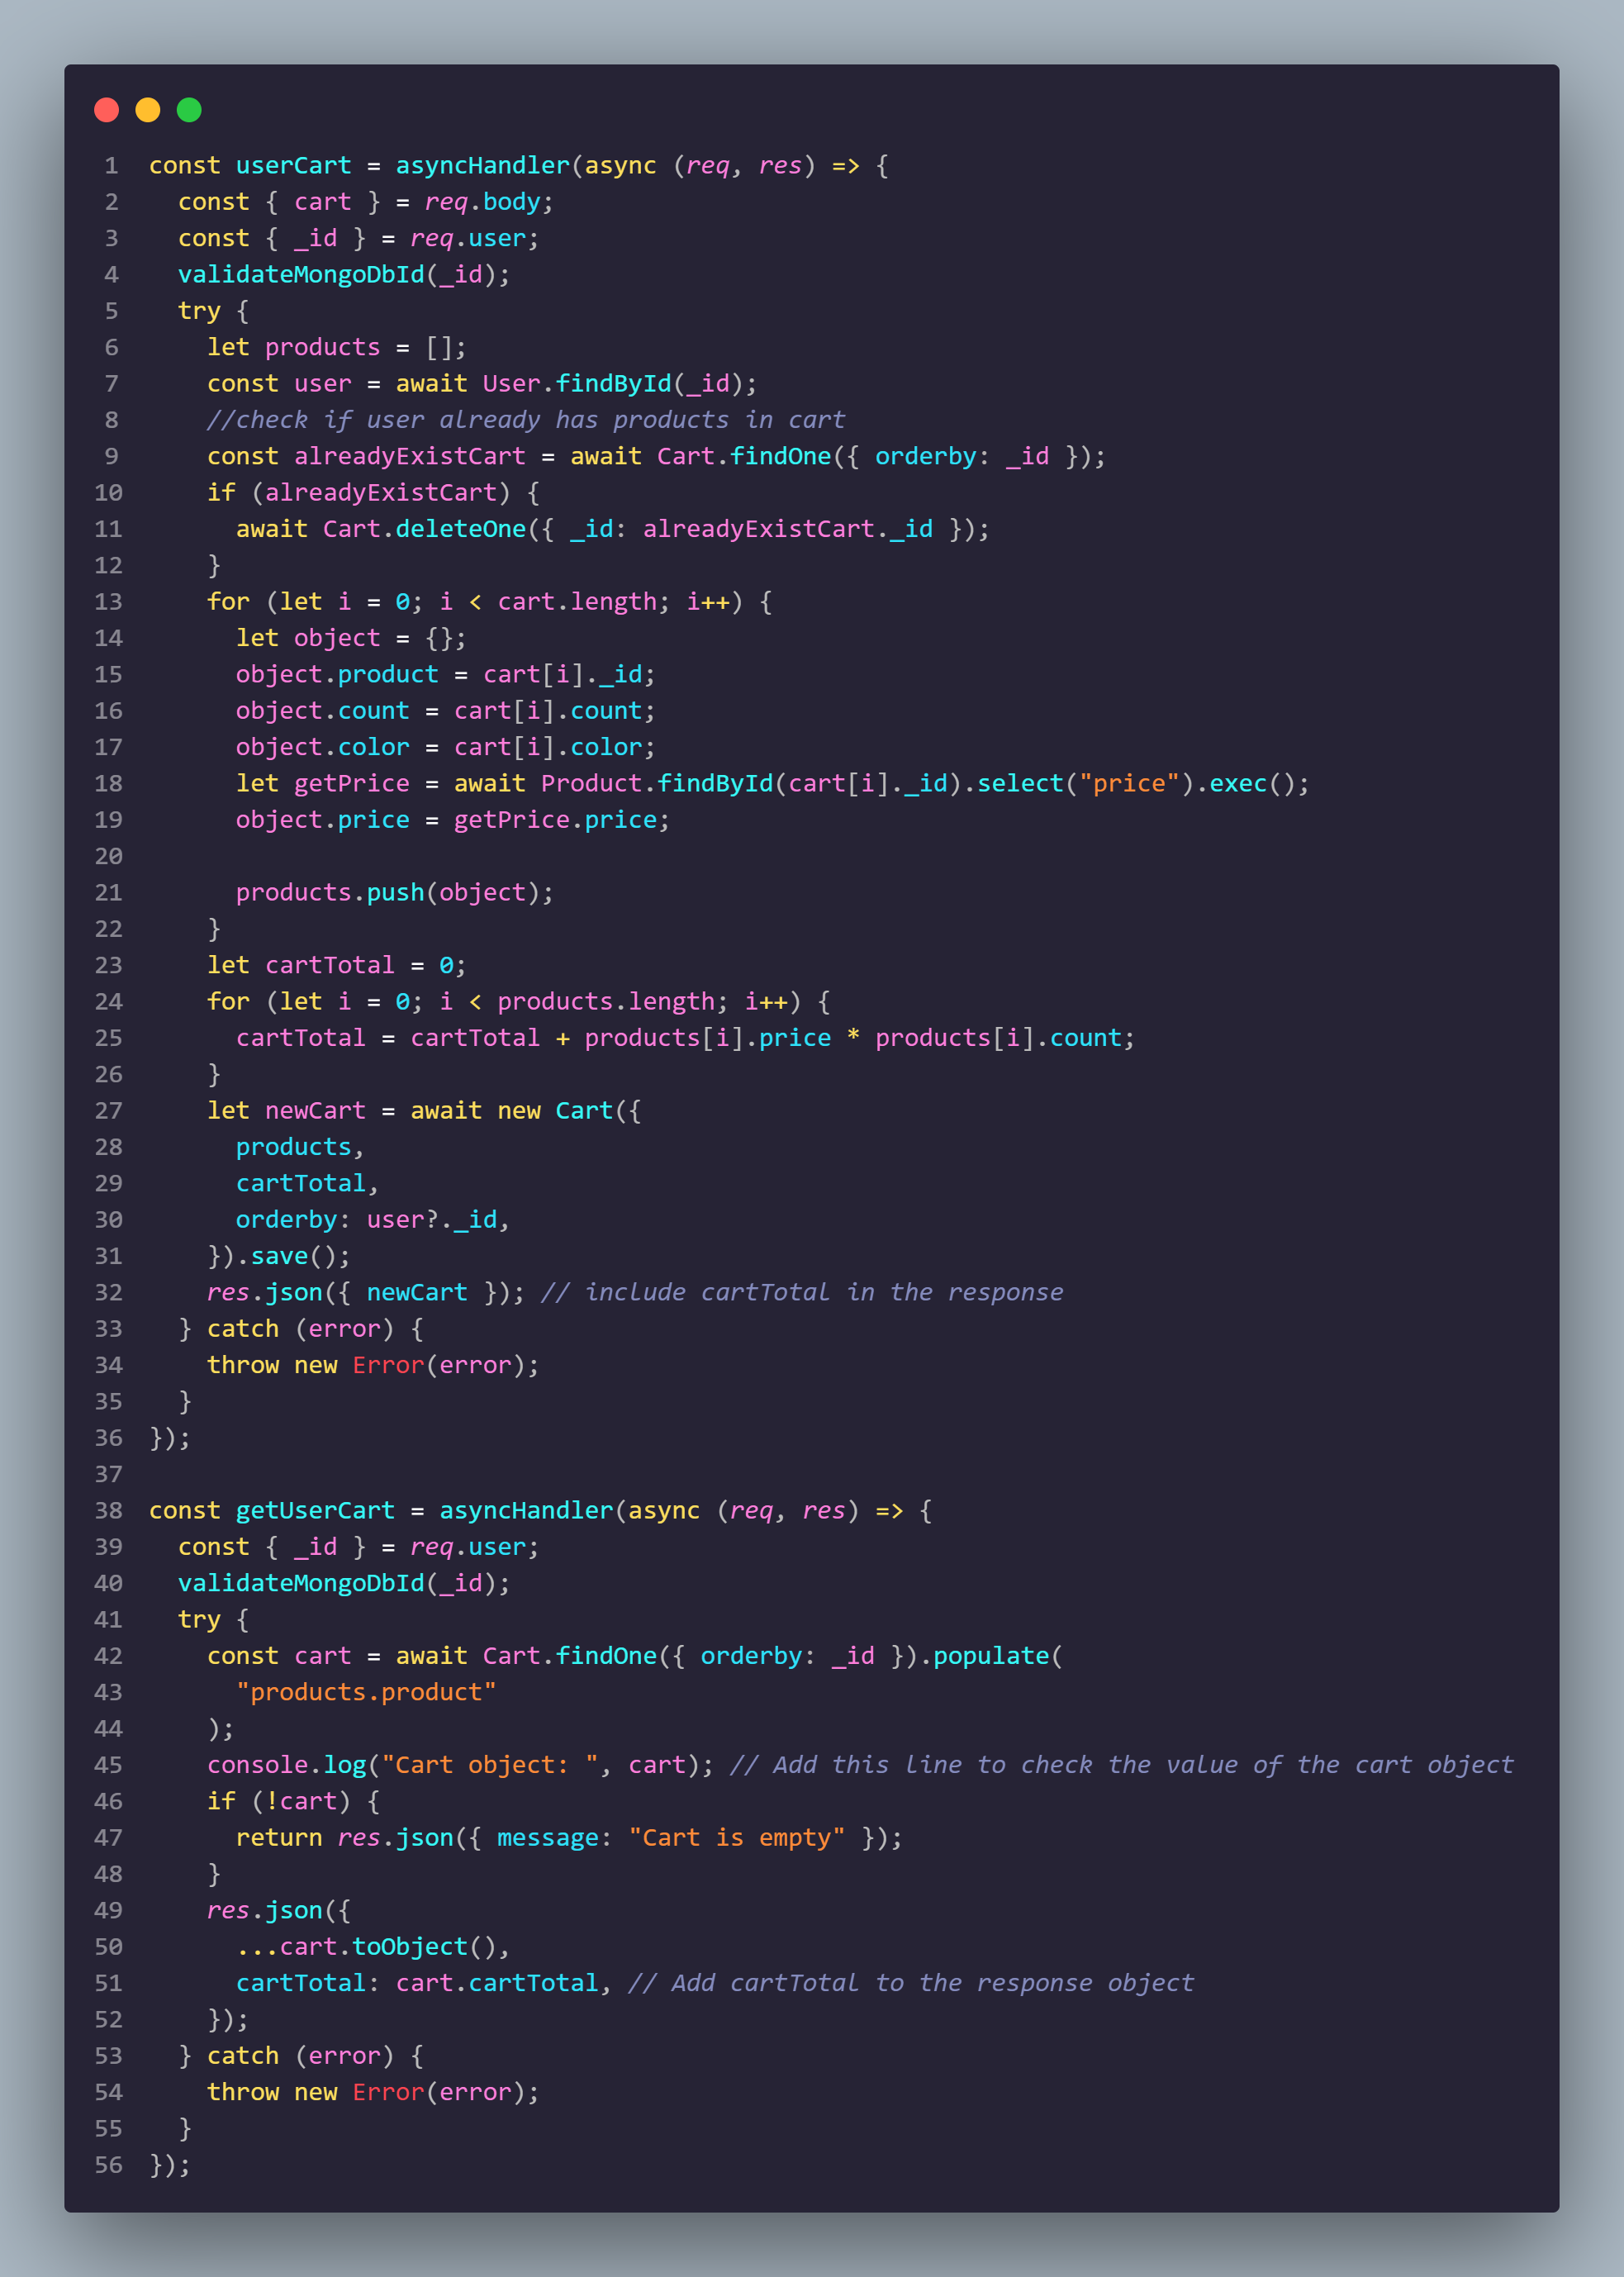 1 const userCart = asyncHandler(async (req, res) => {
2   const { cart } = req.body;
3   const { _id } = req.user;
4   validateMongoDbId(_id);
5   try {
6     let products = [];
7     const user = await User.findById(_id);
8     //check if user already has products in cart
9     const alreadyExistCart = await Cart.findOne({ orderby: _id });
10     if (alreadyExistCart) {
11       await Cart.deleteOne({ _id: alreadyExistCart._id });
12     }
13     for (let i = 0; i < cart.length; i++) {
14       let object = {};
15       object.product = cart[i]._id;
16       object.count = cart[i].count;
17       object.color = cart[i].color;
18       let getPrice = await Product.findById(cart[i]._id).select("price").exec();
19       object.price = getPrice.price;
20
21       products.push(object);
22     }
23     let cartTotal = 0;
24     for (let i = 0; i < products.length; i++) {
25       cartTotal = cartTotal + products[i].price * products[i].count;
26     }
27     let newCart = await new Cart({
28       products,
29       cartTotal,
30       orderby: user?._id,
31     }).save();
32     res.json({ newCart }); // include cartTotal in the response
33   } catch (error) {
34     throw new Error(error);
35   }
36 });
37
38 const getUserCart = asyncHandler(async (req, res) => {
39   const { _id } = req.user;
40   validateMongoDbId(_id);
41   try {
42     const cart = await Cart.findOne({ orderby: _id }).populate(
43       "products.product"
44     );
45     console.log("Cart object: ", cart); // Add this line to check the value of the cart object
46     if (!cart) {
47       return res.json({ message: "Cart is empty" });
48     }
49     res.json({
50       ...cart.toObject(),
51       cartTotal: cart.cartTotal, // Add cartTotal to the response object
52     });
53   } catch (error) {
54     throw new Error(error);
55   }
56 });